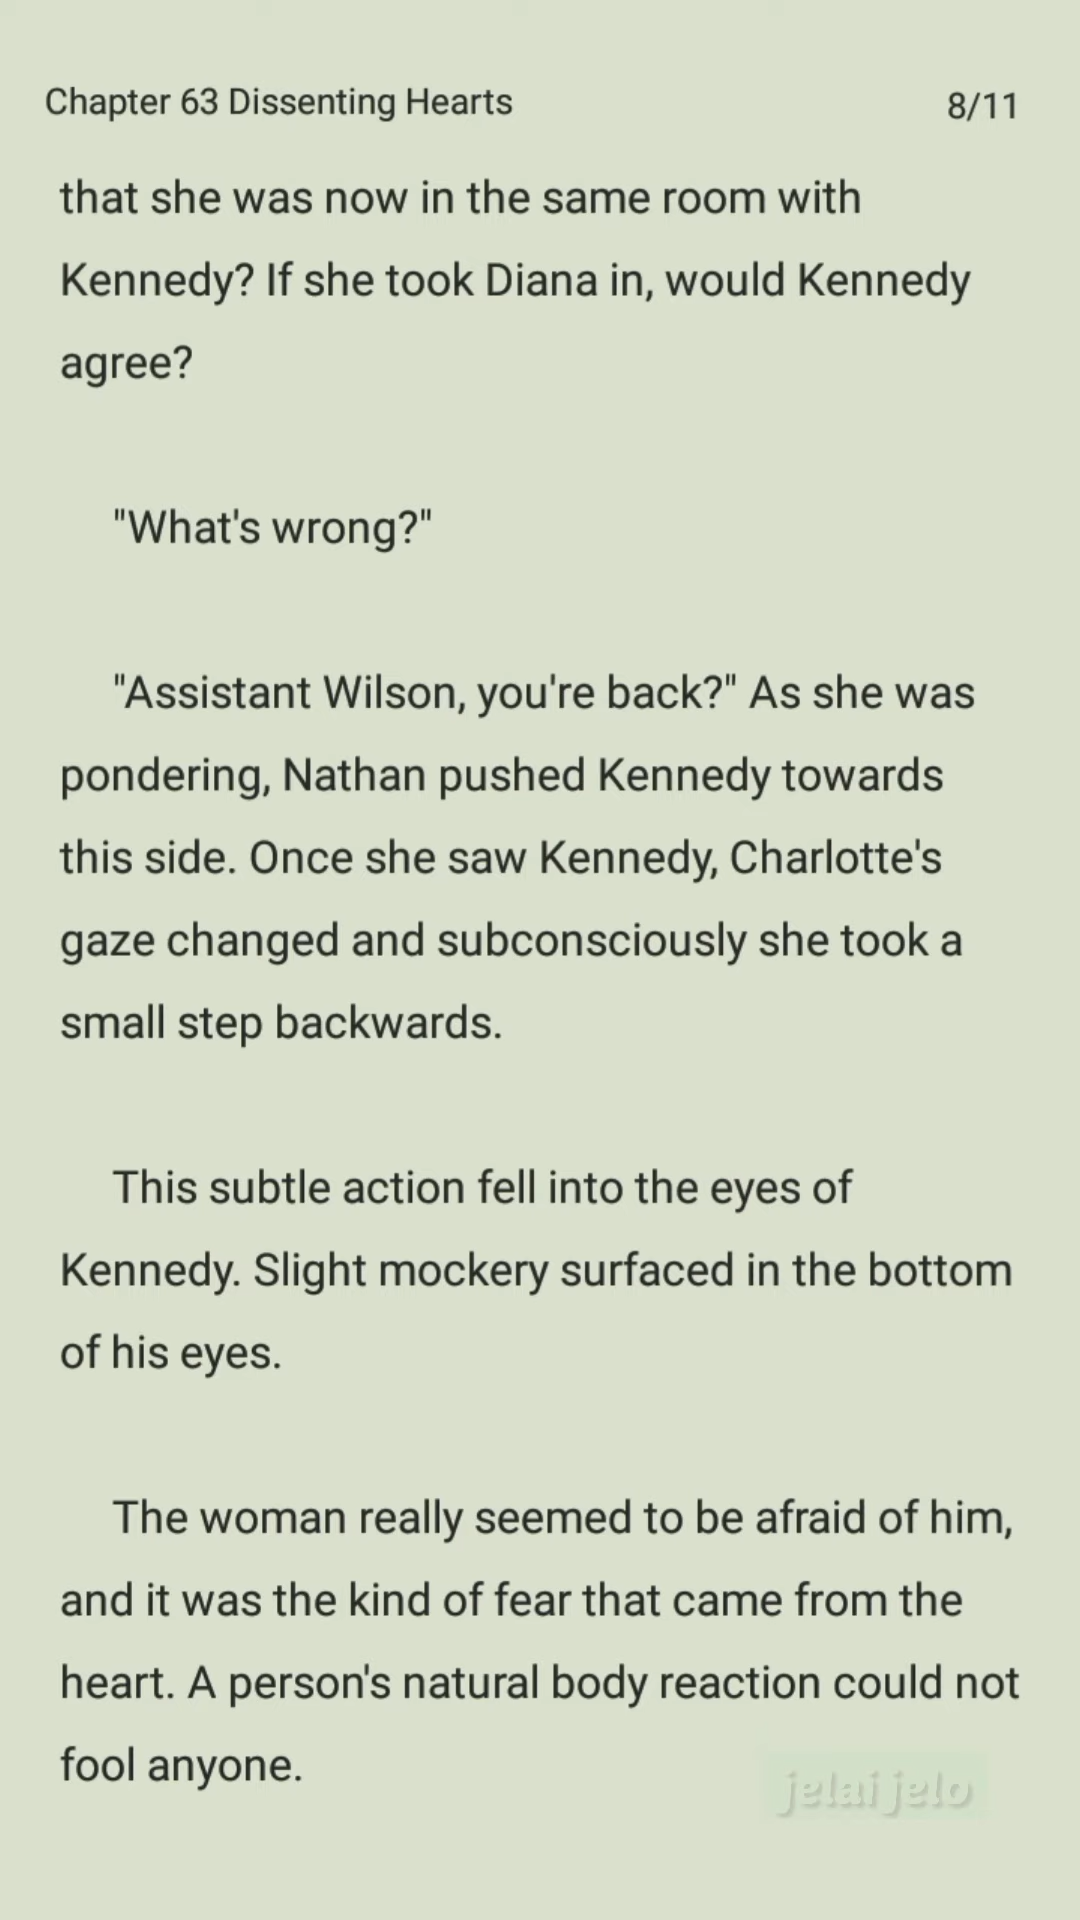 Chapter 63 Dissenting Hearts
8/11
that she was now in the same room with
Kennedy? If she took Diana in, would Kennedy
agree?
"What's wrong?"
"Assistant Wilson, you're back?" As she was
pondering, Nathan pushed Kennedy towards
this side. Once she saw Kennedy, Charlotte's
gaze changed and subconsciously she took a
small step backwards.
This subtle action fell into the eyes of
Kennedy. Slight mockery surfaced in the bottom
of his eyes.
The woman really seemed to be afraid of him,
and it was the kind of fear that came from the
heart. A person's natural body reaction could not
fool anyone.
jelai jelo